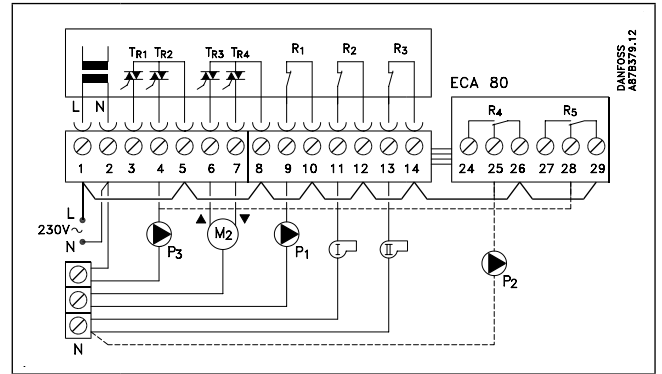 TR1 TR2 TR3 TR4 R1 R2 R3
DANFOSS
A87B379.12
L N
ECA 80
R4 R5
1 2 3 4 5 6 7 8 9 10 11 12 13 14 24 25 26 27 28 29
L
230V~
N
P3 M2 P1 I II P2
N